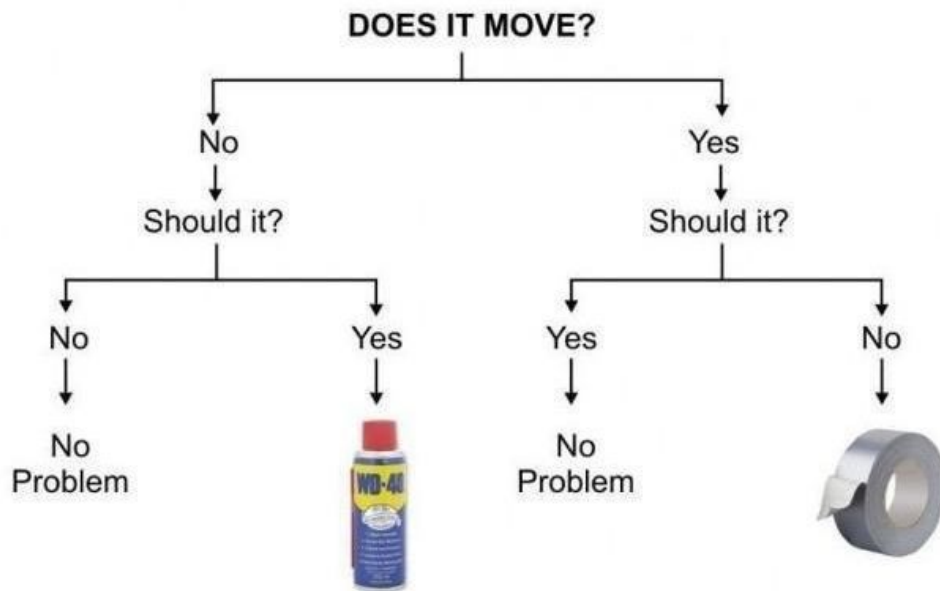 DOES IT MOVE?
No Yes
Should it? Should it?
No Yes Yes No
No
Problem
WD-40
No
Problem